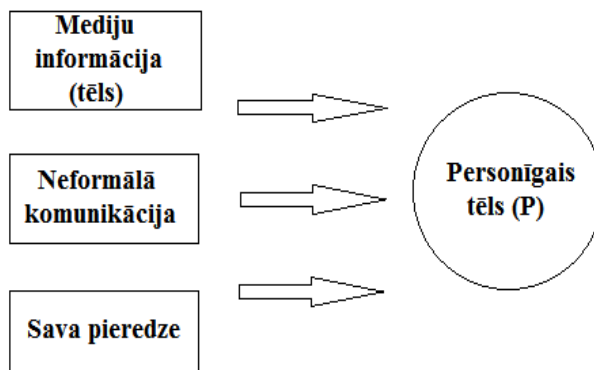 Mediju
informācija
(tēls)
Neformālā
komunikācija
Sava pieredze
Personīgais
tēls (P)